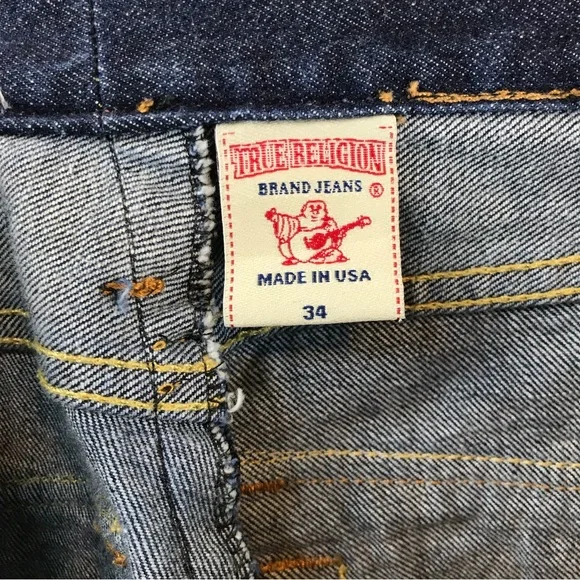 TRUE RELIGION
BRAND JEANS ®
MADE IN USA
34